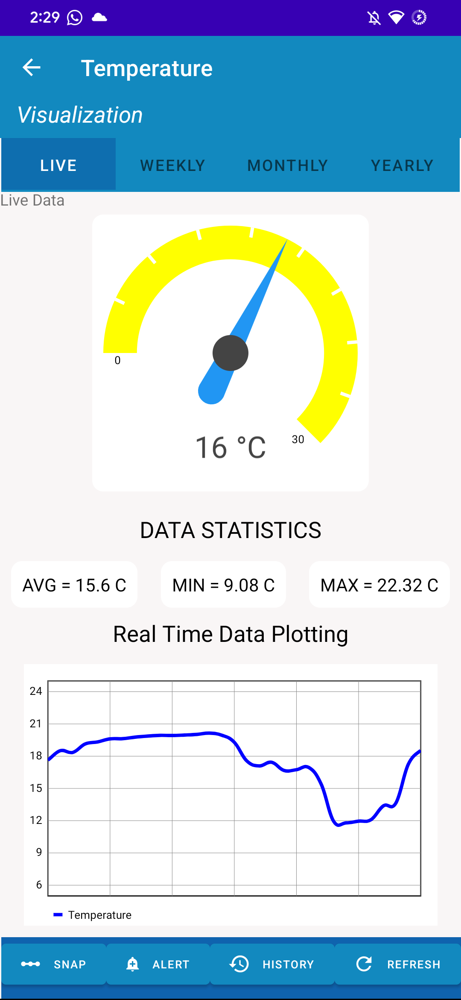 2:29
Temperature
Visualization
LIVE WEEKLY MONTHLY YEARLY
Live Data
0
30
16 °C
DATA STATISTICS
AVG = 15.6 C MIN = 9.08 C MAX = 22.32 C
Real Time Data Plotting
24
21
18
15
12
9
6
Temperature
SNAP ALERT HISTORY REFRESH